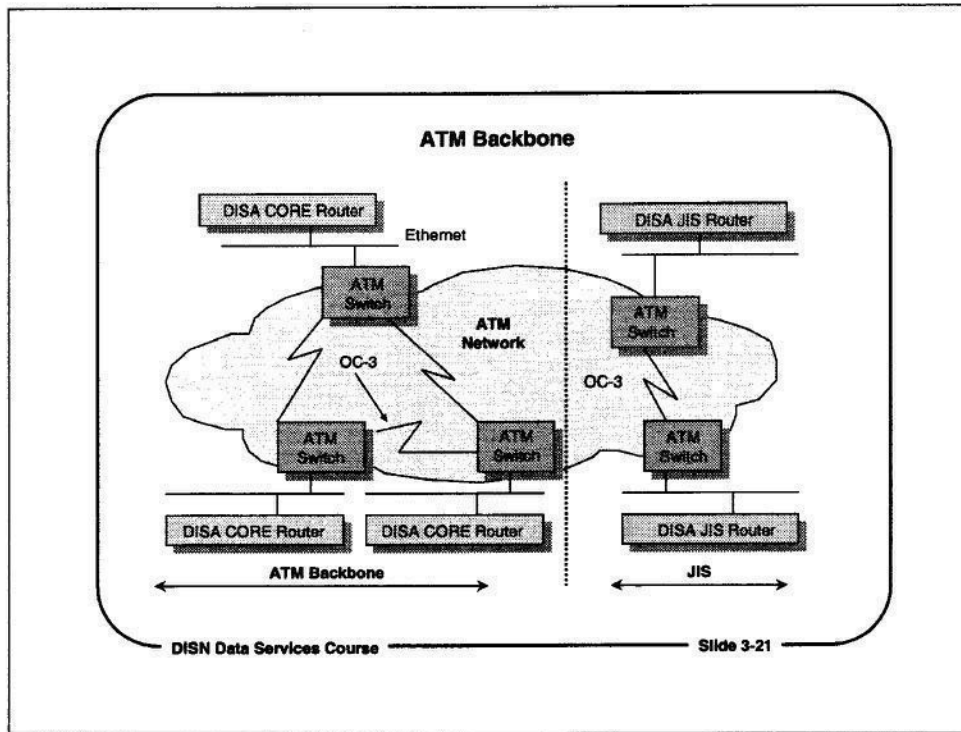 ATM Backbone
DISA CORE Router
DISA JIS Router
Ethernet
ATM
Switch
ATM
Switch
ATM
Network
OC-3
OC-3
ATM
Switch
ATM
Switch
ATM
Switch
DISA CORE Router
DISA CORE Router
DISA JIS Router
ATM Backbone
JIS
DISN Data Services Course
Slide 3-21